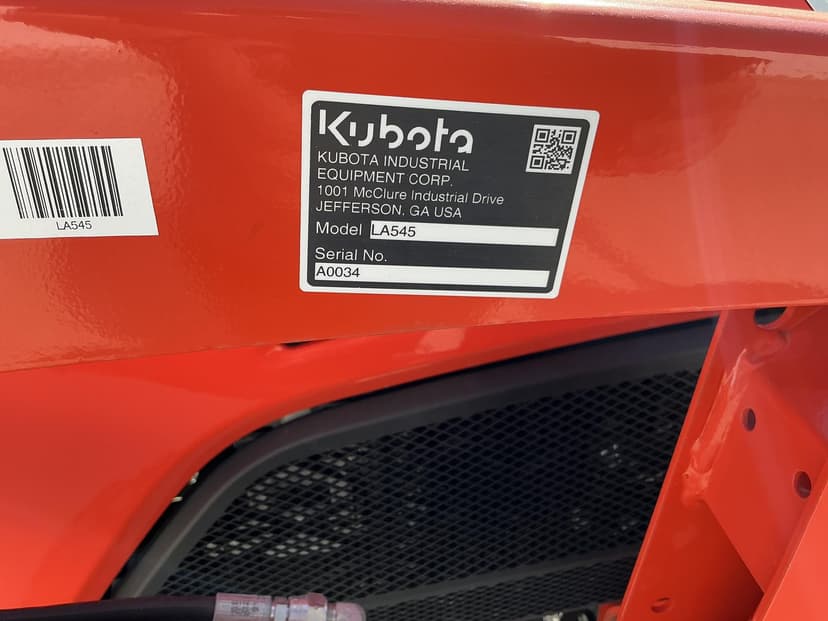 LA545
Kubota
KUBOTA INDUSTRIAL
EQUIPMENT CORP.
1001 McClure Industrial Drive
JEFFERSON, GA USA
Model LA545
Serial No.
A0034